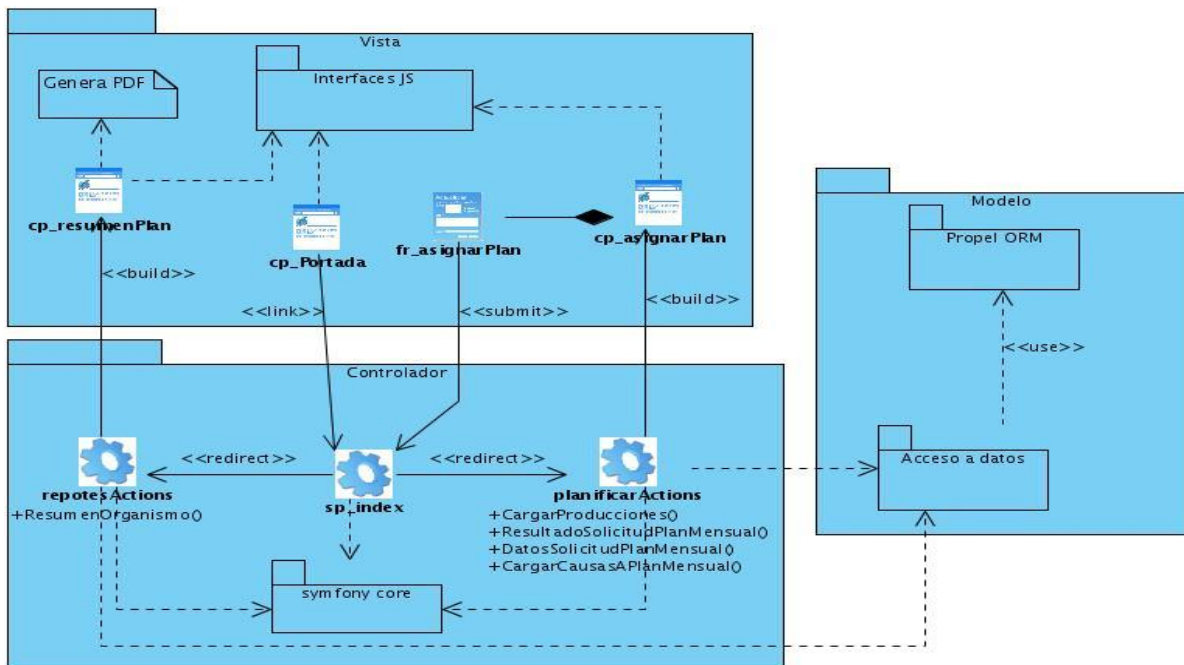 Vista
Genera PDF
Interfaces JS
cp_resumenPlan
cp_Portada
fr_asignarPlan
cp_asignarPlan
<<build>>
<<link>>
<<submit>>
<<build>>
Modelo
Propel ORM
<<use>>
Acceso a datos
Controlador
<<redirect>>
<<redirect>>
repotesActions
+ResumenOrganismo()
sp_index
planificarActions
+CargarProducciones()
+ResultadoSolicitudPlanMensual()
+DatosSolicitudPlanMensual()
+CargarCausasAPlanMensual()
symfony core